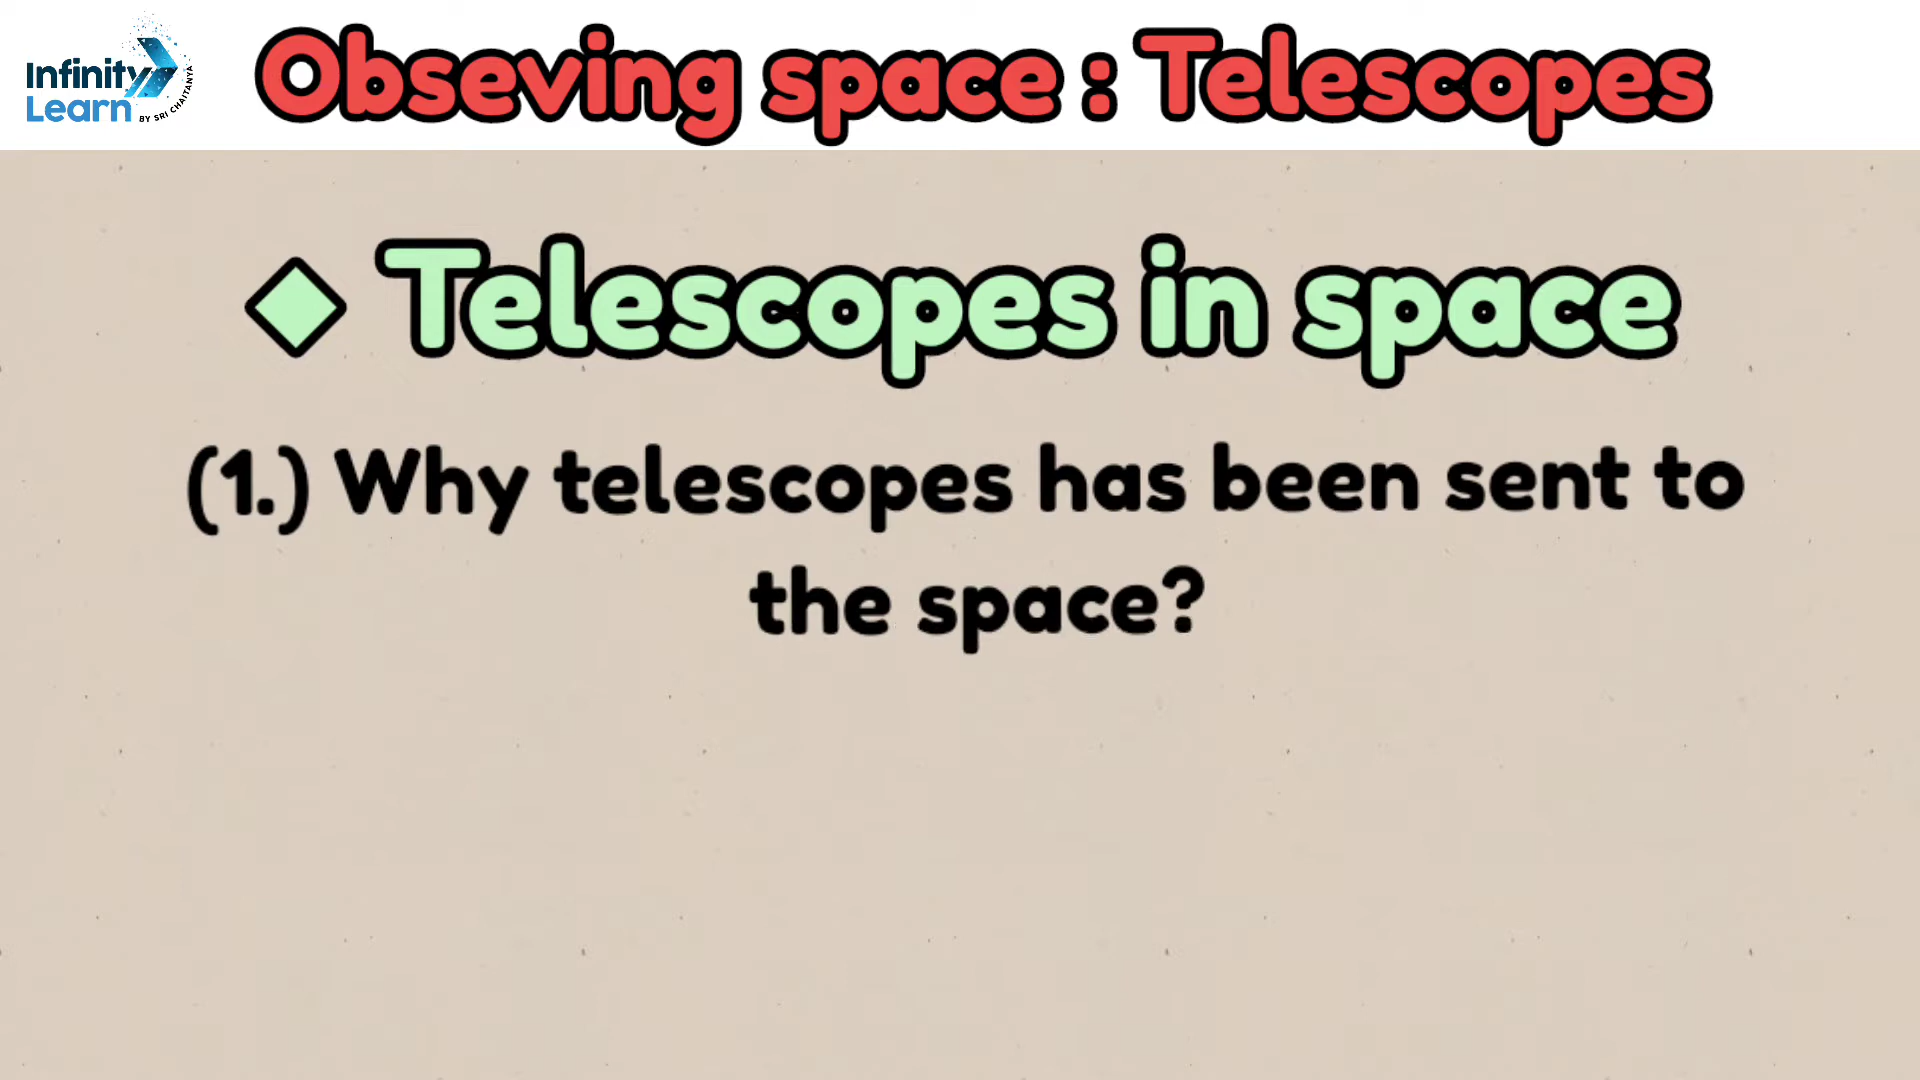 Infinity
Learn
BY SRI CHAITANYA
Obseving space : Telescopes
Telescopes in space
(1.) Why telescopes has been sent to
the space?